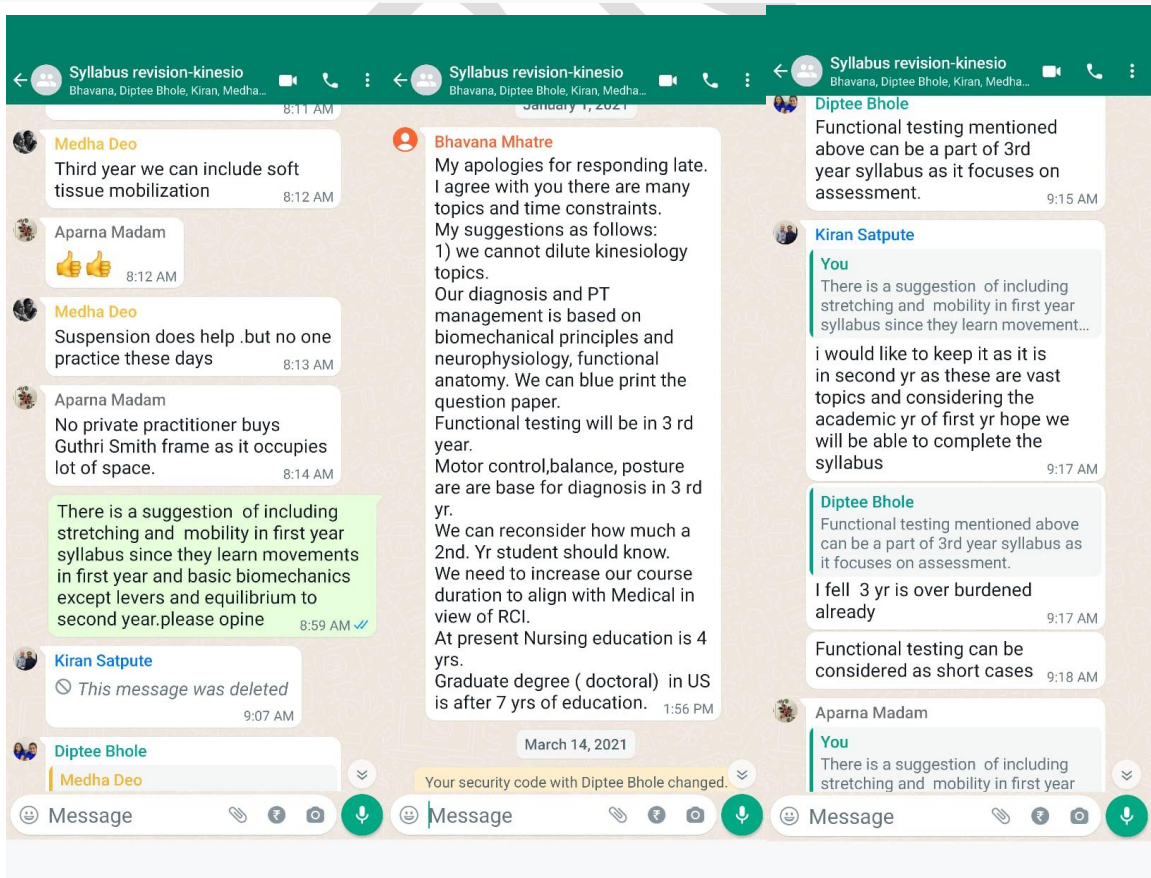 Syllabus revision-kinesio
Bhavana, Diptee Bhole, Kiran, Medha...
8:11 AM
Medha Deo
Third year we can include soft
tissue mobilization
8:12 AM
Aparna Madam
👍👍
8:12 AM
Medha Deo
Suspension does help .but no one
practice these days
8:13 AM
Aparna Madam
No private practitioner buys
Guthri Smith frame as it occupies
lot of space.
8:14 AM
There is a suggestion  of including
stretching and  mobility in first year
syllabus since they learn movements
in first year and basic biomechanics
except levers and equilibrium to
second year.please opine
8:59 AM
Kiran Satpute
This message was deleted
9:07 AM
Diptee Bhole
Medha Deo
Message
Syllabus revision-kinesio
Bhavana, Diptee Bhole, Kiran, Medha...
January 1, 2021
Bhavana Mhatre
My apologies for responding late.
I agree with you there are many
topics and time constraints.
My suggestions as follows:
1) we cannot dilute kinesiology
topics.
Our diagnosis and PT
management is based on
biomechanical principles and
neurophysiology, functional
anatomy. We can blue print the
question paper.
Functional testing will be in 3 rd
year.
Motor control,balance, posture
are are base for diagnosis in 3 rd
yr.
We can reconsider how much a
2nd. Yr student should know.
We need to increase our course
duration to align with Medical in
view of RCI.
At present Nursing education is 4
yrs.
Graduate degree ( doctoral)  in US
is after 7 yrs of education.
1:56 PM
March 14, 2021
Your security code with Diptee Bhole changed.
Message
Syllabus revision-kinesio
Bhavana, Diptee Bhole, Kiran, Medha...
Diptee Bhole
Functional testing mentioned
above can be a part of 3rd
year syllabus as it focuses on
assessment.
9:15 AM
Kiran Satpute
You
There is a suggestion  of including
stretching and  mobility in first year
syllabus since they learn movement...
i would like to keep it as it is
in second yr as these are vast
topics and considering the
academic yr of first yr hope we
will be able to complete the
syllabus
9:17 AM
Diptee Bhole
Functional testing mentioned above
can be a part of 3rd year syllabus as
it focuses on assessment.
I fell  3 yr is over burdened
already
9:17 AM
Functional testing can be
considered as short cases
9:18 AM
Aparna Madam
You
There is a suggestion  of including
stretching and  mobility in first year
Message